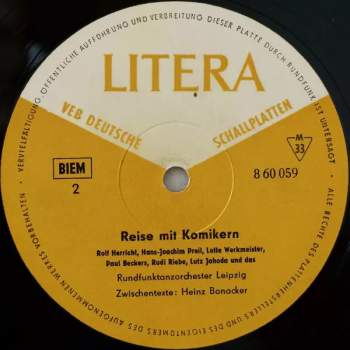 VERVIELFÄLTIGUNG, ÖFFENTLICHE AUFFÜHRUNG UND VERBREITUNG DIESER PLATTE DURCH RUNDFUNK IST UNTERSAGT
ALLE RECHTE DES PLATTENHERSTELLERS UND DES EIGENTÜMERS DES AUFGENOMMENEN WERKES VORBEHALTEN
LITERA
VEB DEUTSCHE SCHALLPLATTEN
BIEM
2
M
33
8 60 059
Reise mit Komikern
Rolf Herricht, Hans-Joachim Preil, Lotte Werkmeister,
Paul Beckers, Rudi Riebe, Lutz Jahoda und das
Rundfunktanzorchester Leipzig
Zwischentexte: Heinz Bonacker